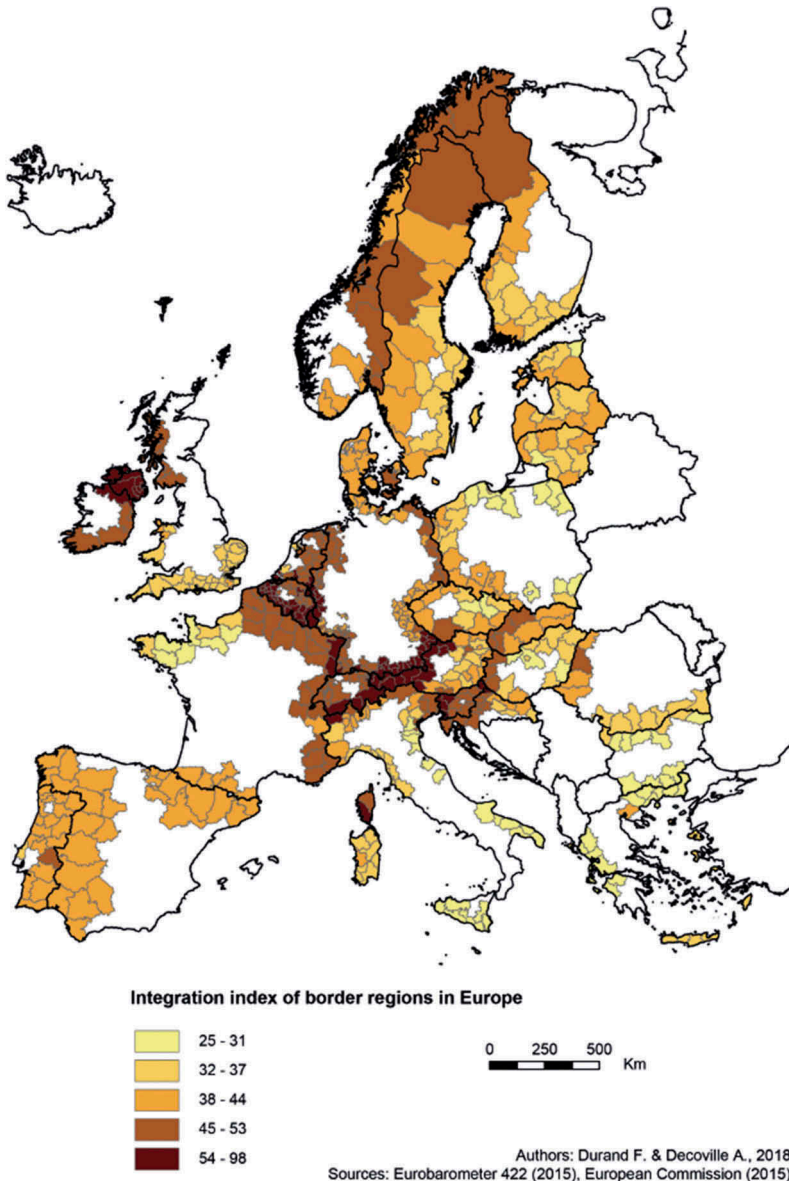 Integration index of border regions in Europe
25 - 31
32 - 37
38 - 44
45 - 53
54 - 98
0 250 500
Km
Authors: Durand F. & Decoville A., 2018
Sources: Eurobarometer 422 (2015), European Commission (2015)